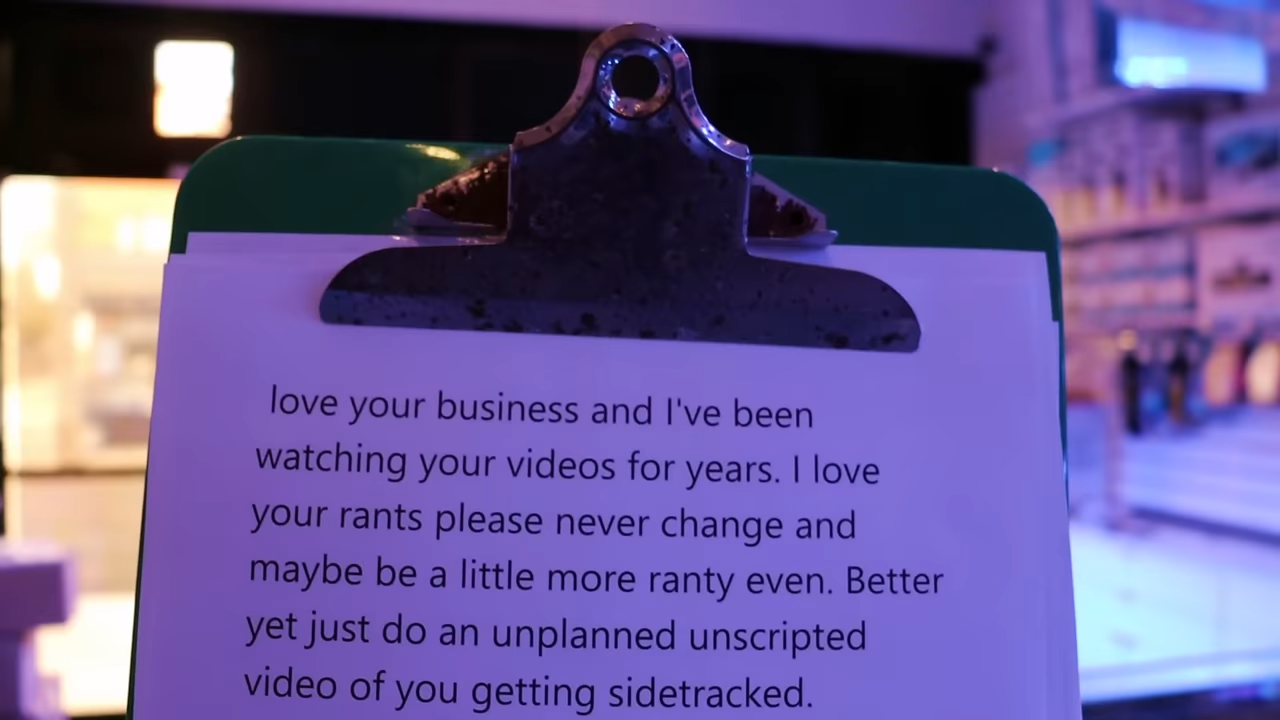 love your business and I've been
watching your videos for years. I love
your rants please never change and
maybe be a little more ranty even. Better
yet just do an unplanned unscripted
video of you getting sidetracked.